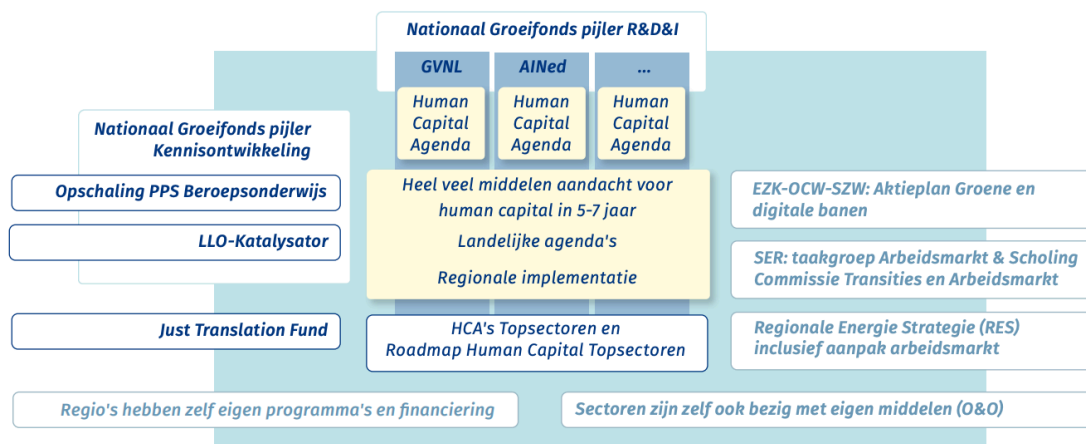 Nationaal Groeifonds pijler R&D&I
GVNL
AINed
...
Human
Capital
Agenda
Human
Capital
Agenda
Human
Capital
Agenda
Nationaal Groeifonds pijler
Kennisontwikkeling
Opschaling PPS Beroepsonderwijs
LLO-Katalysator
Just Translation Fund
Heel veel middelen aandacht voor
human capital in 5-7 jaar
Landelijke agenda's
Regionale implementatie
HCA's Topsectoren en
Roadmap Human Capital Topsectoren
EZK-OCW-SZW: Aktieplan Groene en
digitale banen
SER: taakgroep Arbeidsmarkt & Scholing
Commissie Transities en Arbeidsmarkt
Regionale Energie Strategie (RES)
inclusief aanpak arbeidsmarkt
Regio's hebben zelf eigen programma's en financiering
Sectoren zijn zelf ook bezig met eigen middelen (O&O)